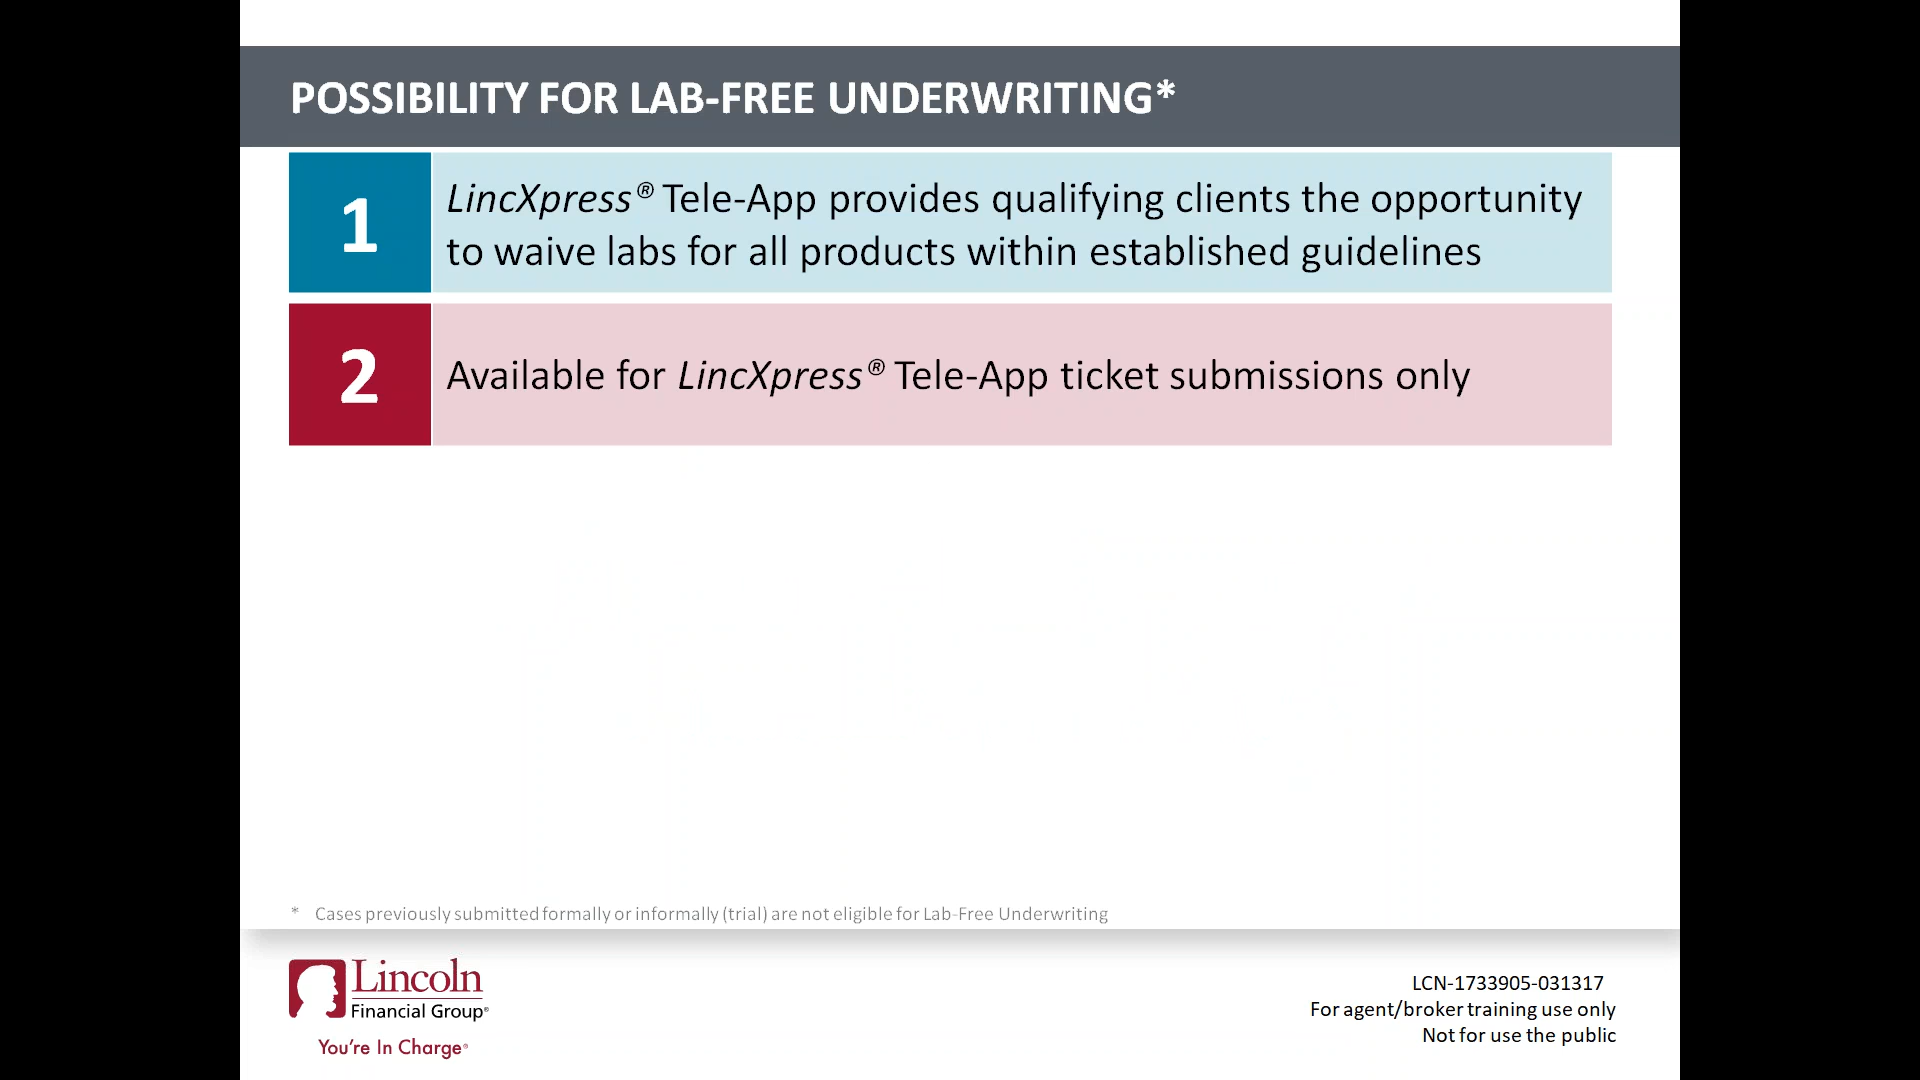 POSSIBILITY FOR LAB-FREE UNDERWRITING*
1
LincXpress® Tele-App provides qualifying clients the opportunity
to waive labs for all products within established guidelines
2
Available for LincXpress® Tele-App ticket submissions only
* Cases previously submitted formally or informally (trial) are not eligible for Lab-Free Underwriting
Lincoln
Financial Group®
You're In Charge®
LCN-1733905-031317
For agent/broker training use only
Not for use the public